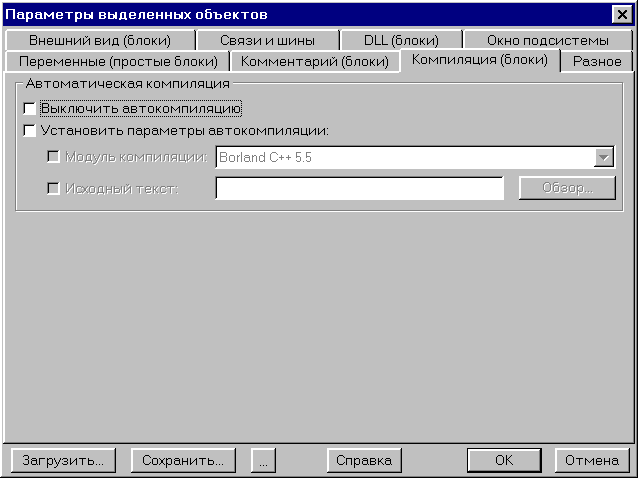 Параметры выделенных объектов
Внешний вид (блоки) Связи и шины DLL (блоки) Окно подсистемы
Переменные (простые блоки) Комментарий (блоки) Компиляция (блоки) Разное
Автоматическая компиляция
Выключить автокомпиляцию
Установить параметры автокомпиляции:
Модуль компиляции: Borland C++ 5.5
Исходный текст: Обзор...
Загрузить... Сохранить... ... Справка OK Отмена